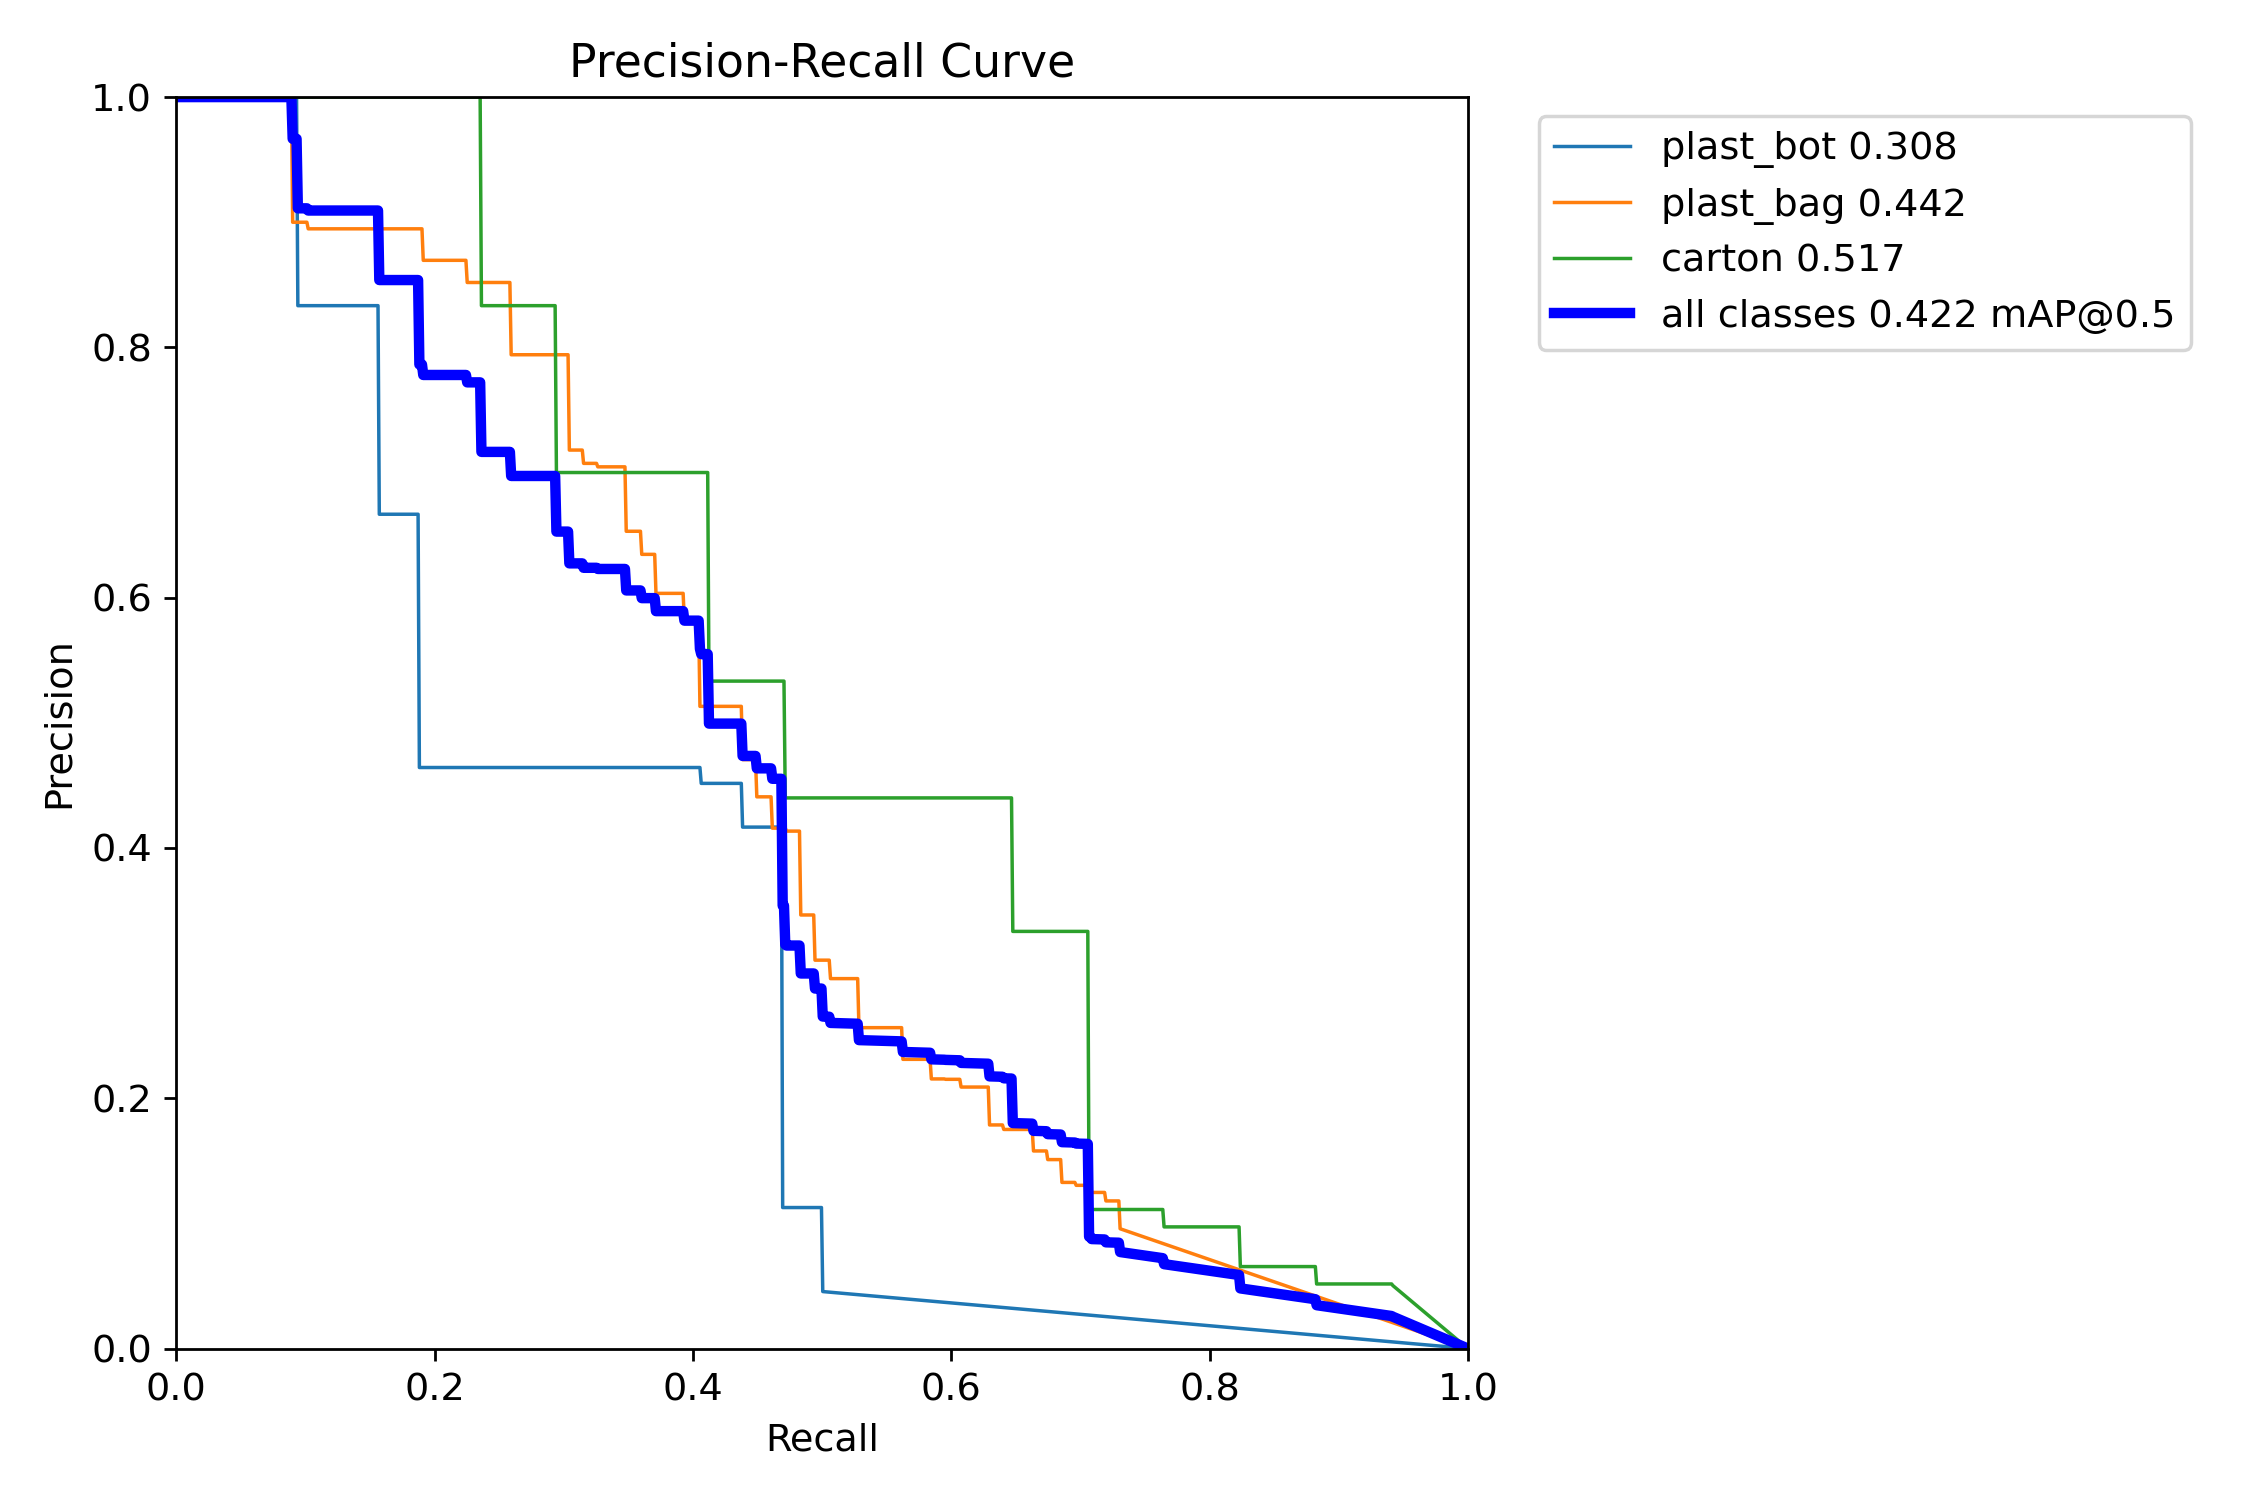 Precision-Recall Curve
1.0
0.8
0.6
0.4
0.2
0.0
Precision
0.0 0.2 0.4 0.6 0.8 1.0
Recall
plast_bot 0.308
plast_bag 0.442
carton 0.517
all classes 0.422 mAP@0.5